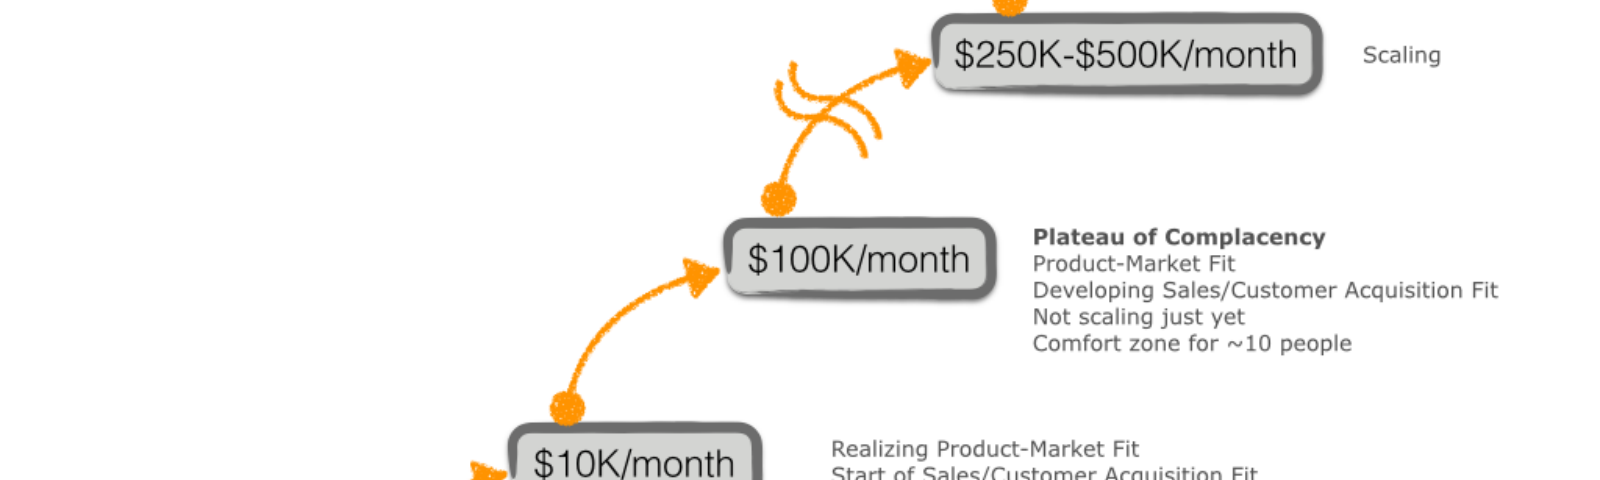 $250K-$500K/month
Scaling
$100K/month
Plateau of Complacency
Product-Market Fit
Developing Sales/Customer Acquisition Fit
Not scaling just yet
Comfort zone for ~10 people
$10K/month
Realizing Product-Market Fit
Start of Sales/Customer Acquisition Fit